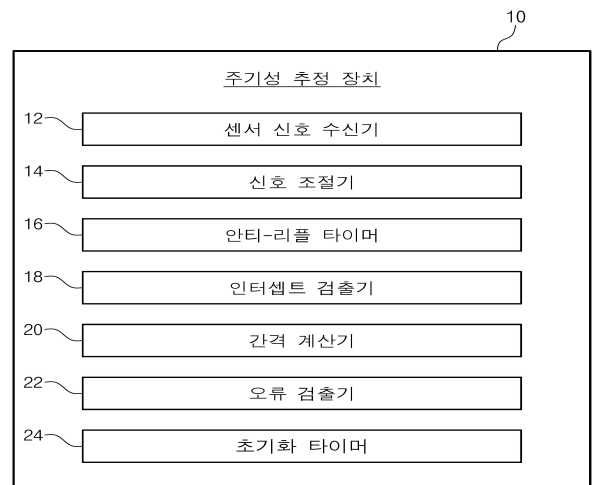 10
주기성 추정 장치
12 센서 신호 수신기
14 신호 조절기
16 안티-리플 타이머
18 인터셉트 검출기
20 간격 계산기
22 오류 검출기
24 초기화 타이머